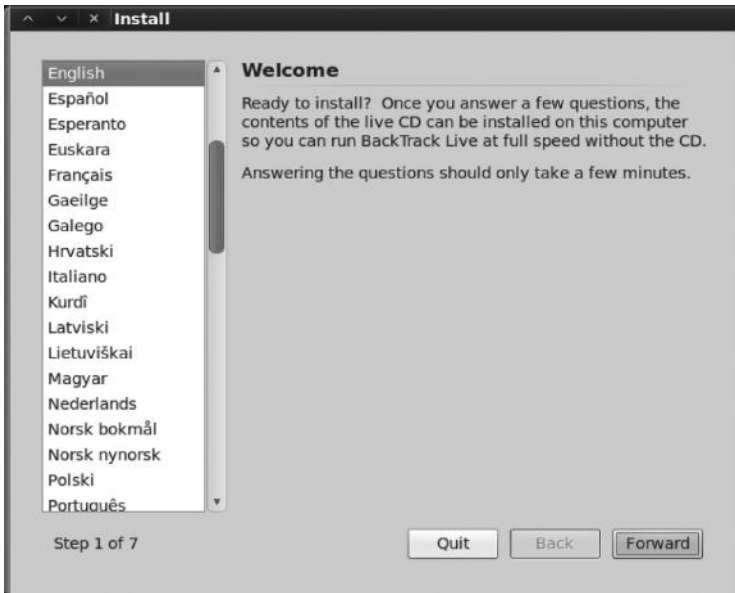 Install
English
Español
Esperanto
Euskara
Français
Gaeilge
Galego
Hrvatski
Italiano
Kurdî
Latviski
Lietuviškai
Magyar
Nederlands
Norsk bokmål
Norsk nynorsk
Polski
Português
Welcome
Ready to install? Once you answer a few questions, the
contents of the live CD can be installed on this computer
so you can run BackTrack Live at full speed without the CD.
Answering the questions should only take a few minutes.
Step 1 of 7
Quit
Back
Forward